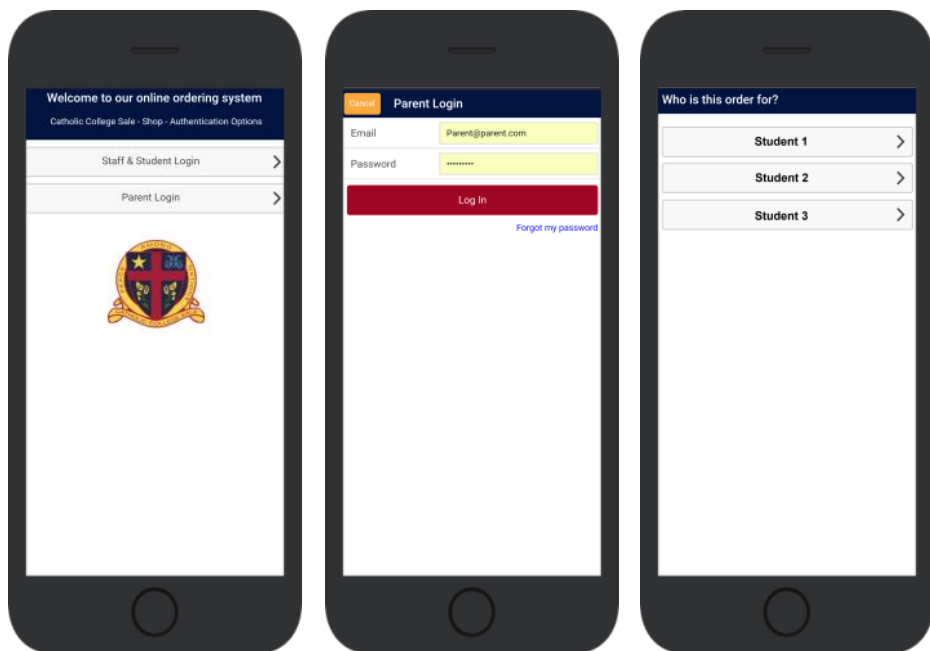 Welcome to our online ordering system
Catholic College Sale - Shop - Authentication Options
Staff & Student Login
Parent Login
AMONG
Cancel
Parent Login
Email
Parent@parent.com
Password
•••••••••
Log In
Forgot my password
Who is this order for?
Student 1
Student 2
Student 3